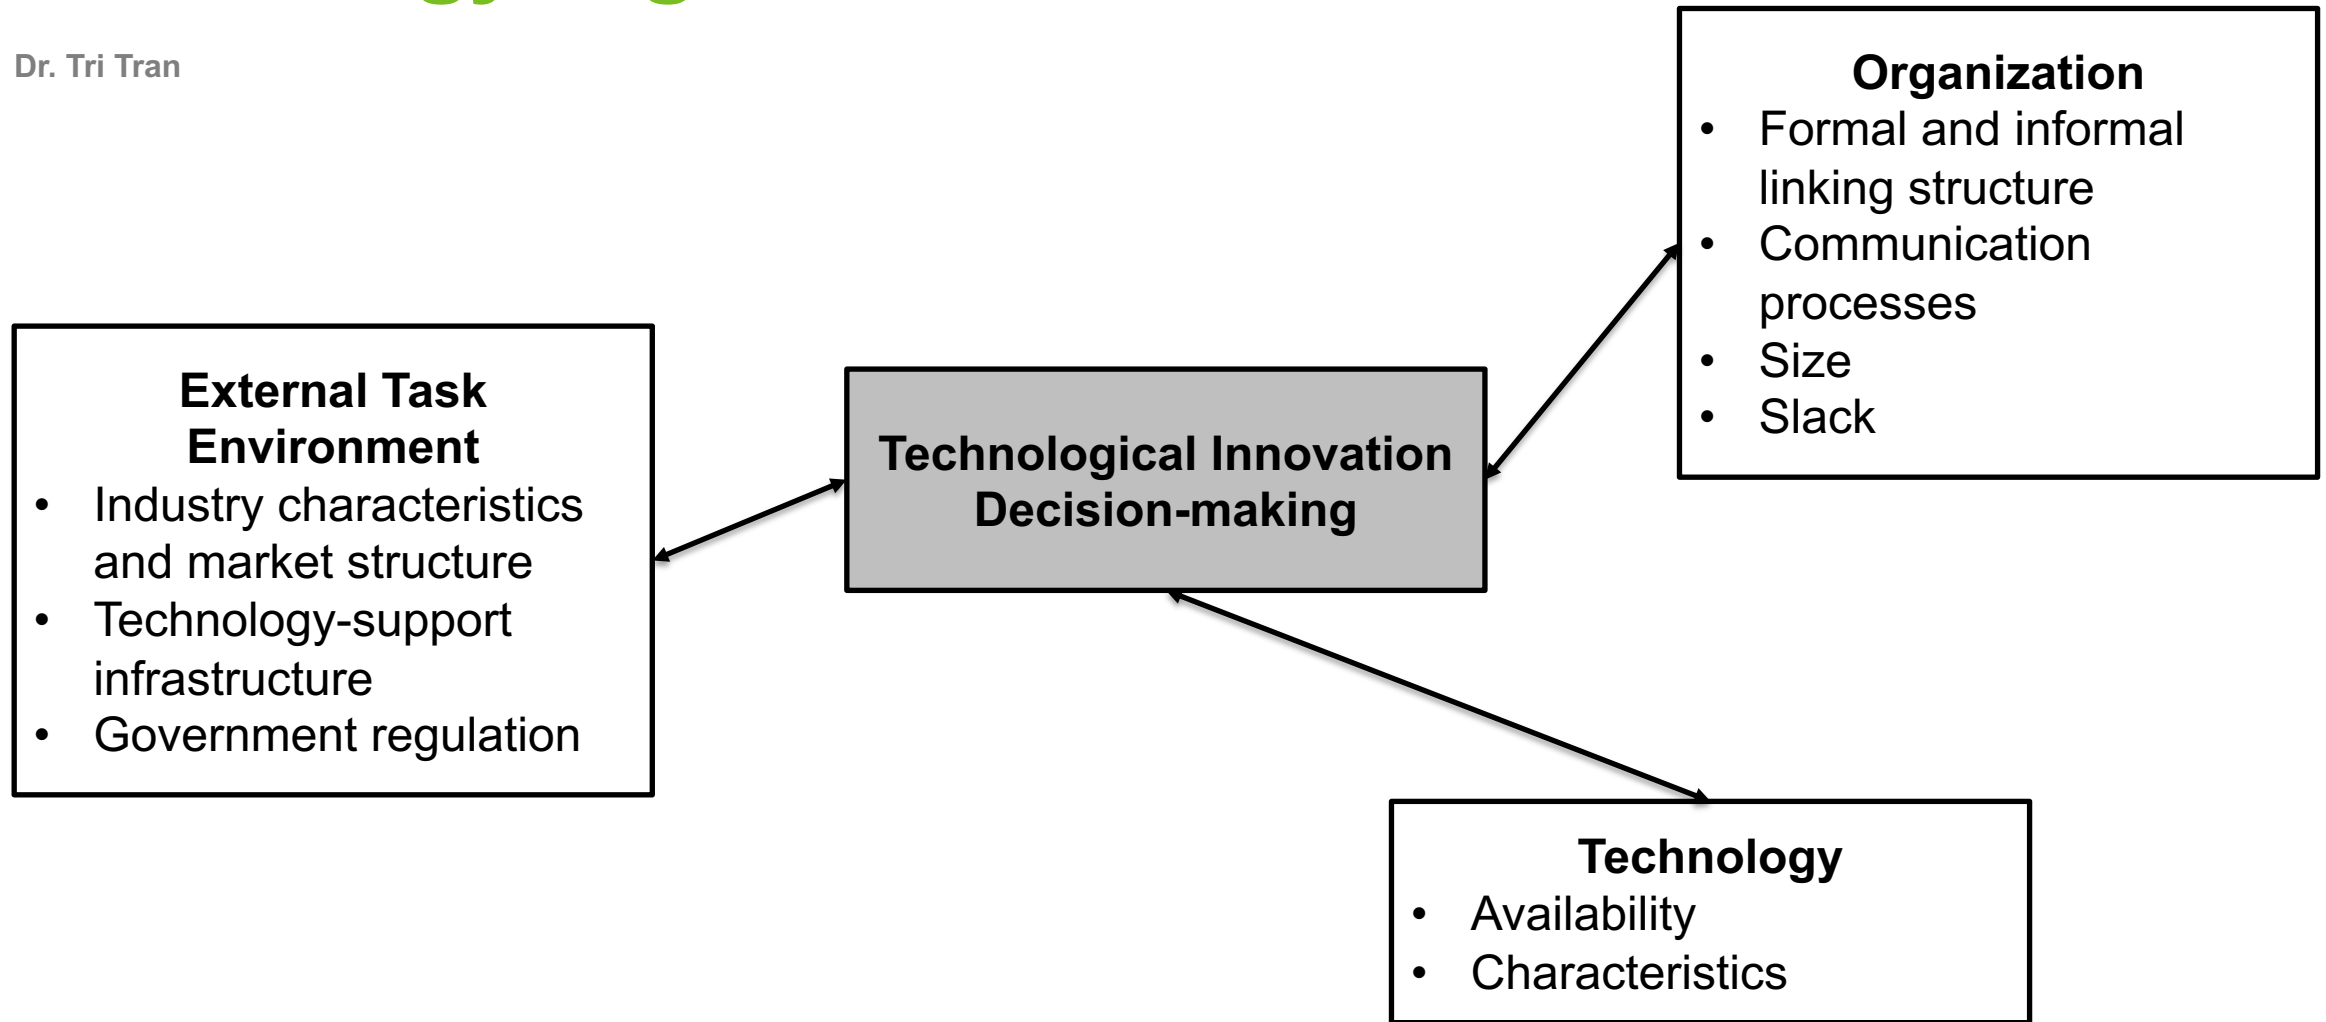 Dr. Tri Tran
Organization
• Formal and informal
linking structure
• Communication
processes
• Size
• Slack
External Task
Environment
• Industry characteristics
and market structure
• Technology-support
infrastructure
• Government regulation
Technological Innovation
Decision-making
Technology
• Availability
• Characteristics